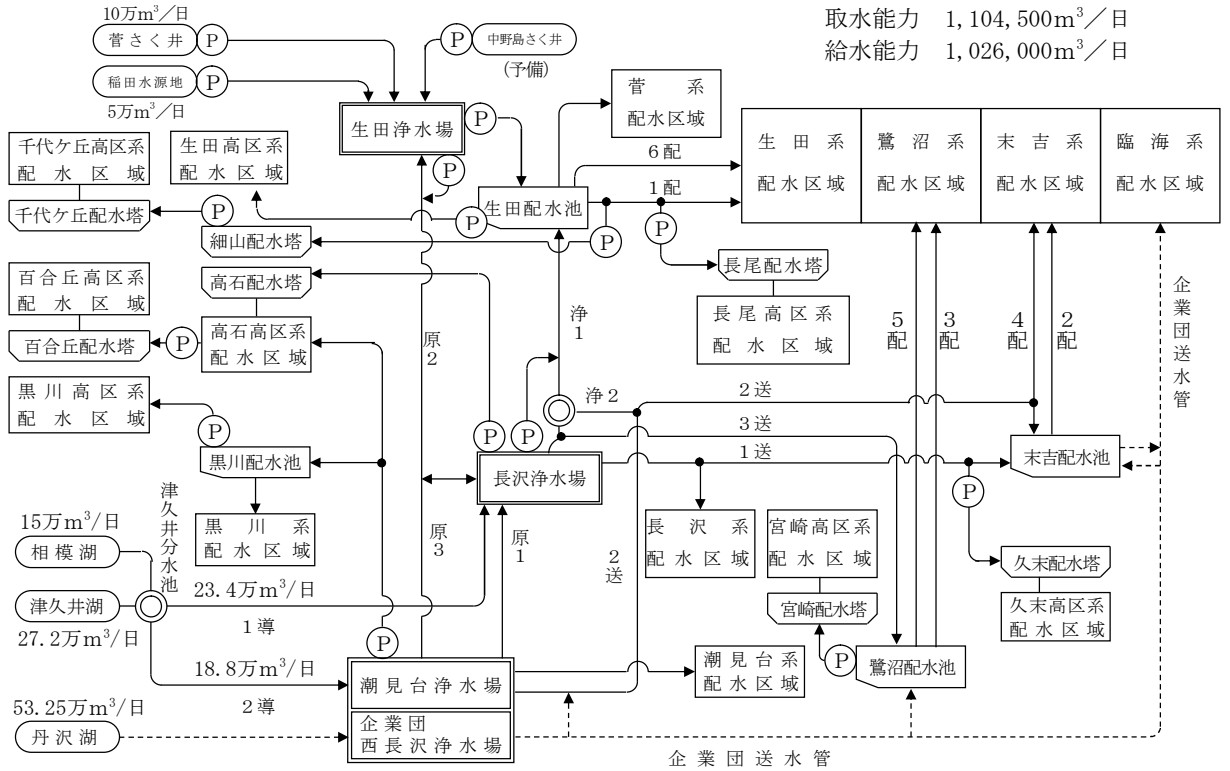 取水能力 1,104,500m³／日
給水能力 1,026,000m³／日
10万m³／日
菅さく井
P
P
中野島さく井
(予備)
稲田水源地
P
5万m³／日
生田浄水場
P
P
菅系
配水区域
千代ケ丘高区系
配水区域
生田高区系
配水区域
6配
1配
生田系
配水区域
鷺沼系
配水区域
末吉系
配水区域
臨海系
配水区域
千代ケ丘配水塔
P
P
生田配水池
細山配水塔
P
P
長尾配水塔
長尾高区系
配水区域
百合丘高区系
配水区域
高石配水塔
百合丘配水塔
P
高石高区系
配水区域
原2
浄1
5配
3配
4配
2配
企業団送水管
黒川高区系
配水区域
P
黒川配水池
黒川系
配水区域
P
P
浄2
2送
3送
1送
長沢浄水場
末吉配水池
P
津久井分水池
15万m³/日
相模湖
津久井湖
27.2万m³/日
23.4万m³/日
1導
原3
原1
2送
長沢系
配水区域
宮崎高区系
配水区域
宮崎配水塔
久末配水塔
久末高区系
配水区域
P
18.8万m³/日
2導
潮見台浄水場
企業団
西長沢浄水場
潮見台系
配水区域
P
鷺沼配水池
53.25万m³/日
丹沢湖
企業団送水管